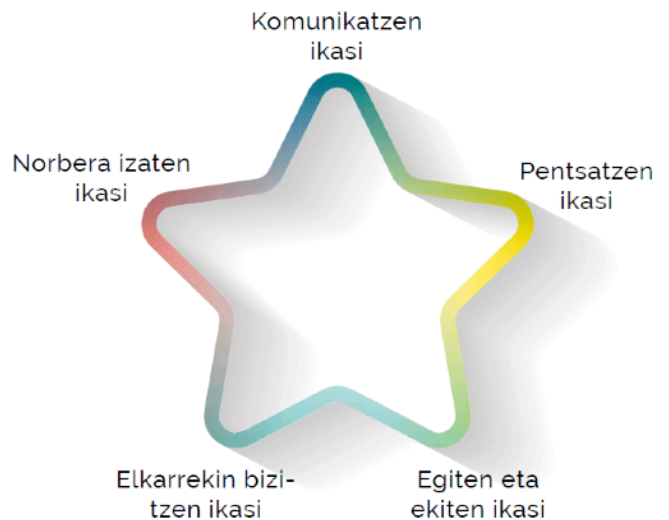 Komunikatzen
ikasi
Norbera izaten
ikasi
Pentsatzen
ikasi
Elkarrekin bizi-
tzen ikasi
Egiten eta
ekiten ikasi